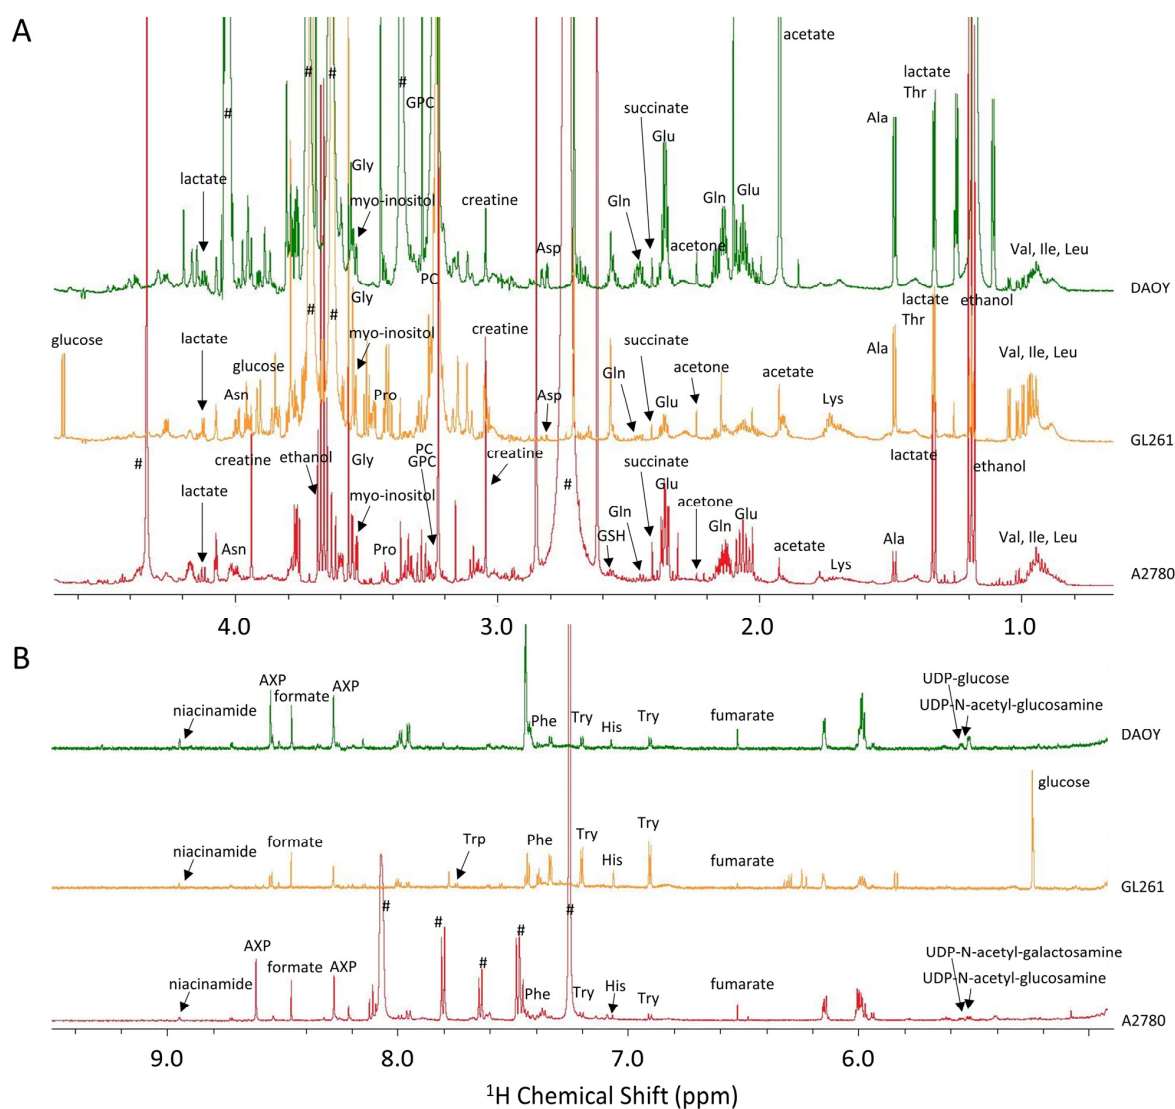 A
acetate
#
#
#
GPC
lactate
Thr
succinate
#
Ala
Glu
lactate
Gly
myo-inositol
creatine
Gln
Gln
Glu
acetone
Asp
Val, Ile, Leu
PC
DAOY
Gly
lactate
Thr
ethanol
#
#
glucose
lactate
glucose
myo-inositol
creatine
succinate
Ala
Val, Ile, Leu
Asn
Pro
Asp
Gln
Glu
acetone
acetate
Lys
GL261
#
creatine
ethanol
Gly
PC
GPC
creatine
succinate
lactate
ethanol
lactate
myo-inositol
#
Glu
acetone
Asn
Pro
GSH
Gln
Gln
Glu
acetate
Lys
Ala
Val, Ile, Leu
A2780
4.0
3.0
2.0
1.0
B
AXP
formate
AXP
niacinamide
Phe
Try
His
Try
fumarate
UDP-glucose
UDP-N-acetyl-glucosamine
DAOY
glucose
niacinamide
formate
Trp
Phe
Try
His
Try
fumarate
GL261
#
#
#
#
#
AXP
formate
AXP
niacinamide
Phe
Try
His
Try
fumarate
UDP-N-acetyl-galactosamine
UDP-N-acetyl-glucosamine
A2780
9.0
8.0
7.0
6.0
¹H Chemical Shift (ppm)